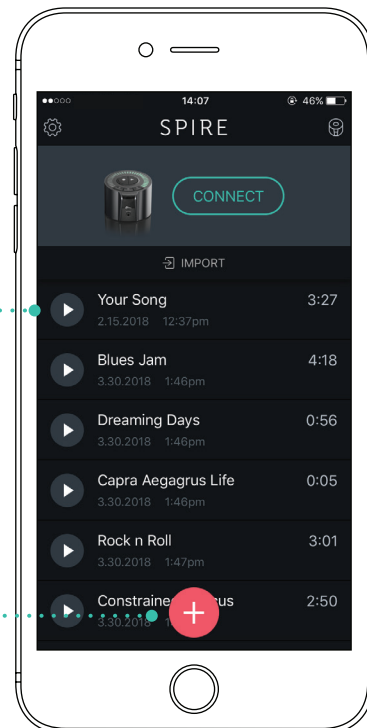 14:07
46%
SPIRE
CONNECT
IMPORT
Your Song 3:27
2.15.2018 12:37pm
Blues Jam 4:18
3.30.2018 1:46pm
Dreaming Days 0:56
3.30.2018 1:46pm
Capra Aegagrus Life 0:05
3.30.2018 1:46pm
Rock n Roll 3:01
3.30.2018 1:47pm
2:50
3.30.2018